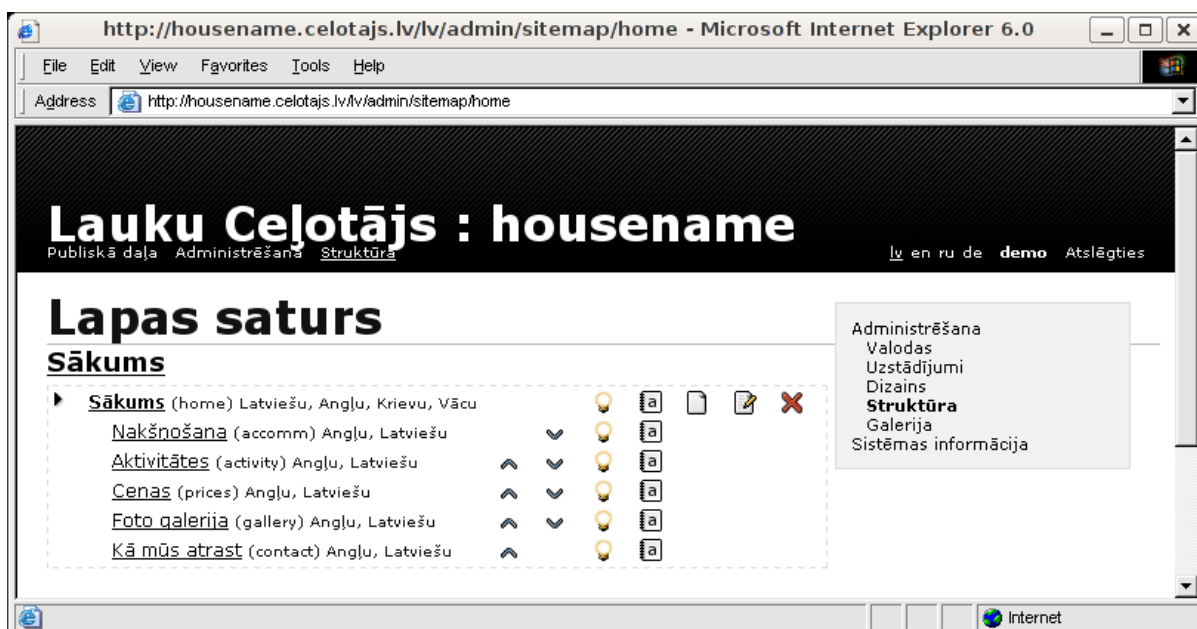 http://housename.celotajs.lv/lv/admin/sitemap/home - Microsoft Internet Explorer 6.0
File Edit View Favorites Tools Help
Address http://housename.celotajs.lv/lv/admin/sitemap/home
Lauku Ceļotājs : housename
Publiskā daļa Administrēšana Struktūra lv en ru de demo Atslēgties
Lapas saturs
Sākums
Sākums (home) Latviešu, Angļu, Krievu, Vācu a
Nakšņošana (accomm) Angļu, Latviešu a
Aktivitātes (activity) Angļu, Latviešu a
Cenas (prices) Angļu, Latviešu a
Foto galerija (gallery) Angļu, Latviešu a
Kā mūs atrast (contact) Angļu, Latviešu a
Administrēšana
Valodas
Uzstādījumi
Dizains
Struktūra
Galerija
Sistēmas informācija
Internet